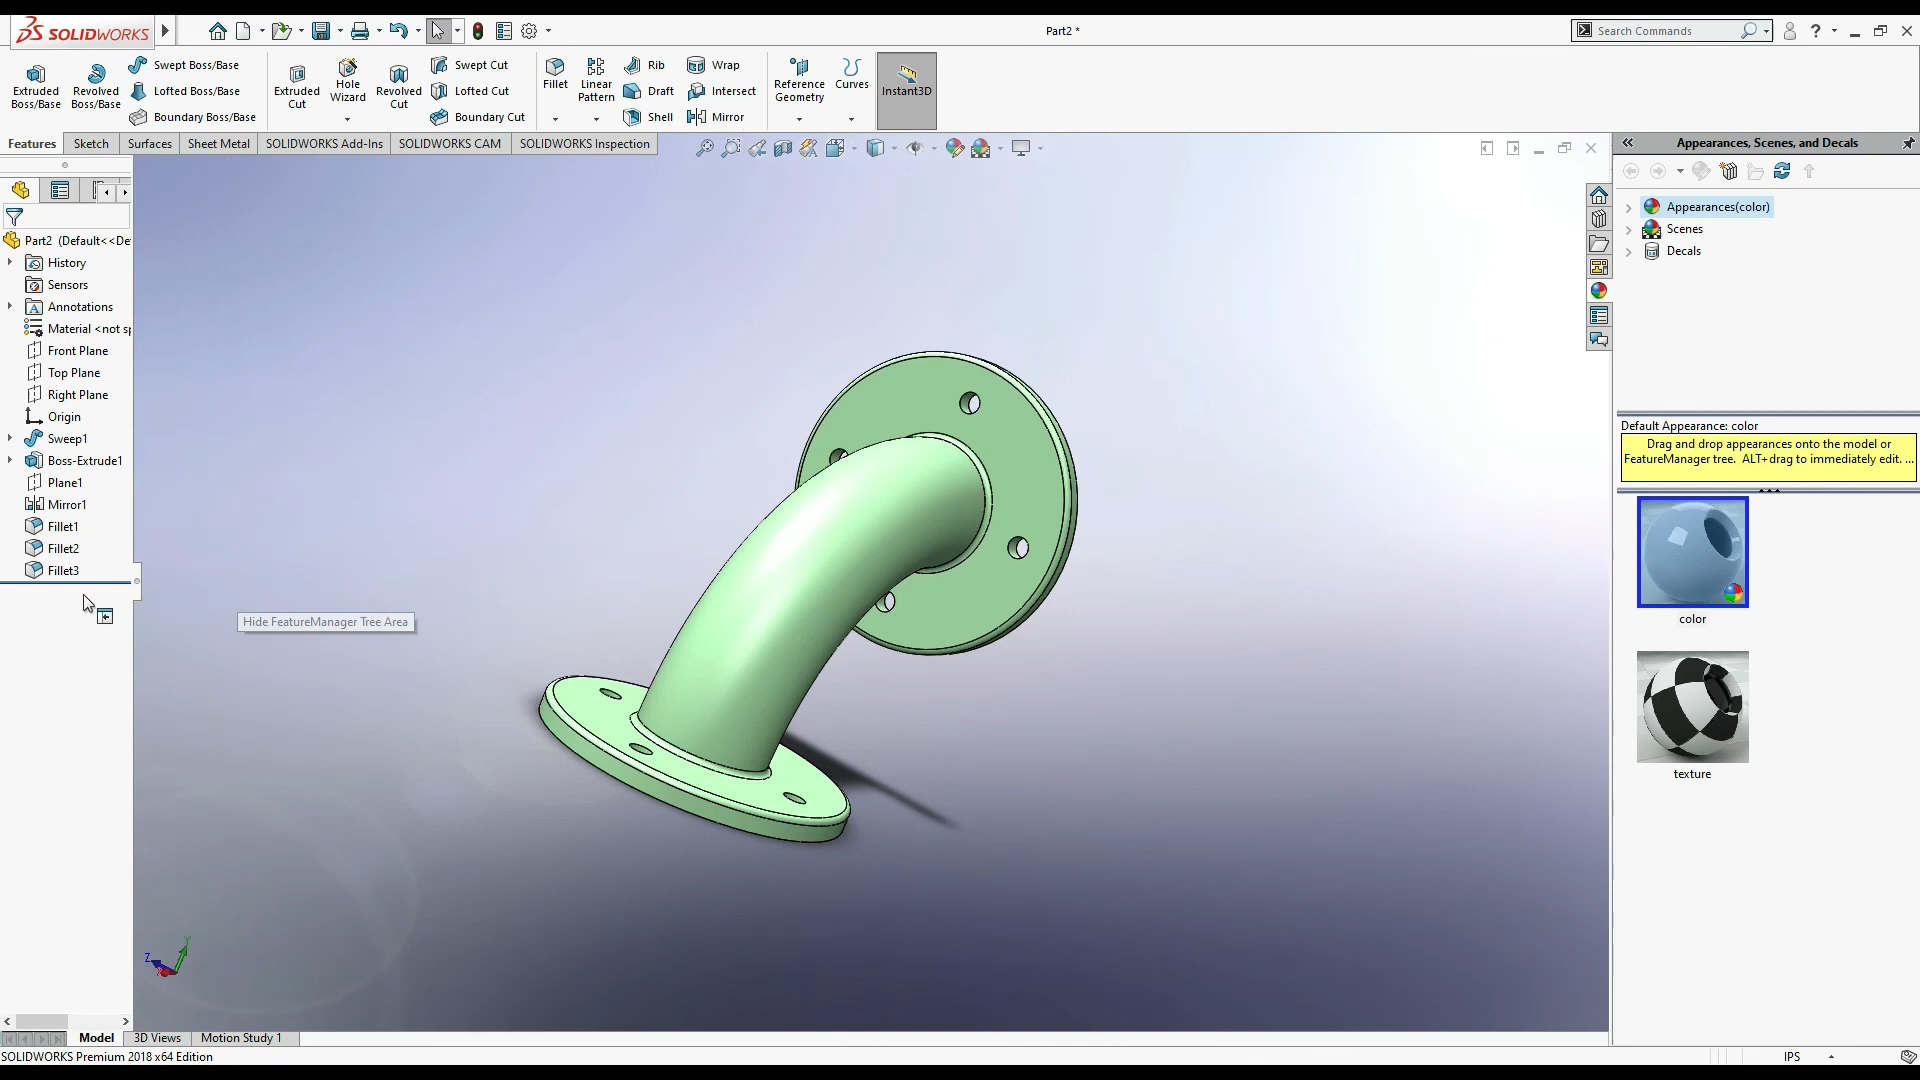 SOLIDWORKS
Part2 *
Search Commands
?
Extruded Boss/Base
Revolved Boss/Base
Swept Boss/Base
Lofted Boss/Base
Boundary Boss/Base
Extruded Cut
Hole Wizard
Revolved Cut
Swept Cut
Lofted Cut
Boundary Cut
Fillet
Linear Pattern
Rib
Draft
Shell
Wrap
Intersect
Mirror
Reference Geometry
Curves
Instant3D
Features
Sketch
Surfaces
Sheet Metal
SOLIDWORKS Add-Ins
SOLIDWORKS CAM
SOLIDWORKS Inspection
Part2 (Default<<De
History
Sensors
Annotations
Material <not sp
Front Plane
Top Plane
Right Plane
Origin
Sweep1
Boss-Extrude1
Plane1
Mirror1
Fillet1
Fillet2
Fillet3
Hide FeatureManager Tree Area
Y
Z
X
Appearances, Scenes, and Decals
Appearances(color)
Scenes
Decals
Default Appearance: color
Drag and drop appearances onto the model or
FeatureManager tree. ALT+drag to immediately edit. ...
color
texture
Model
3D Views
Motion Study 1
SOLIDWORKS Premium 2018 x64 Edition
IPS